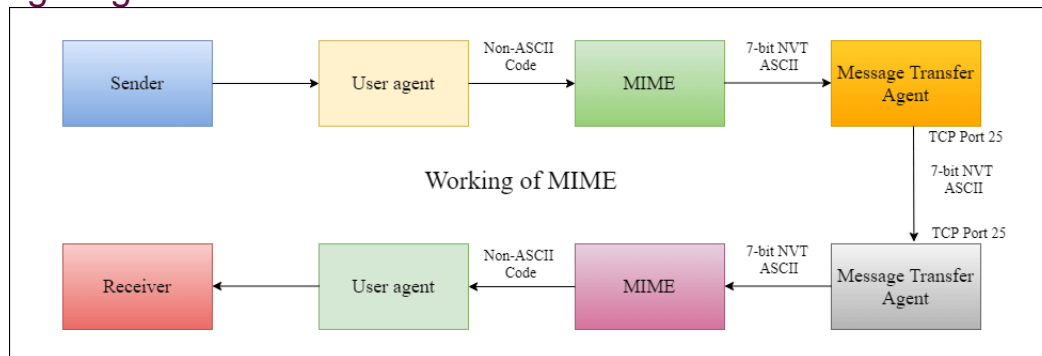 Sender
User agent
Non-ASCII
Code
MIME
7-bit NVT
ASCII
Message Transfer
Agent
TCP Port 25
7-bit NVT
ASCII
Working of MIME
TCP Port 25
Receiver
User agent
Non-ASCII
Code
MIME
7-bit NVT
ASCII
Message Transfer
Agent